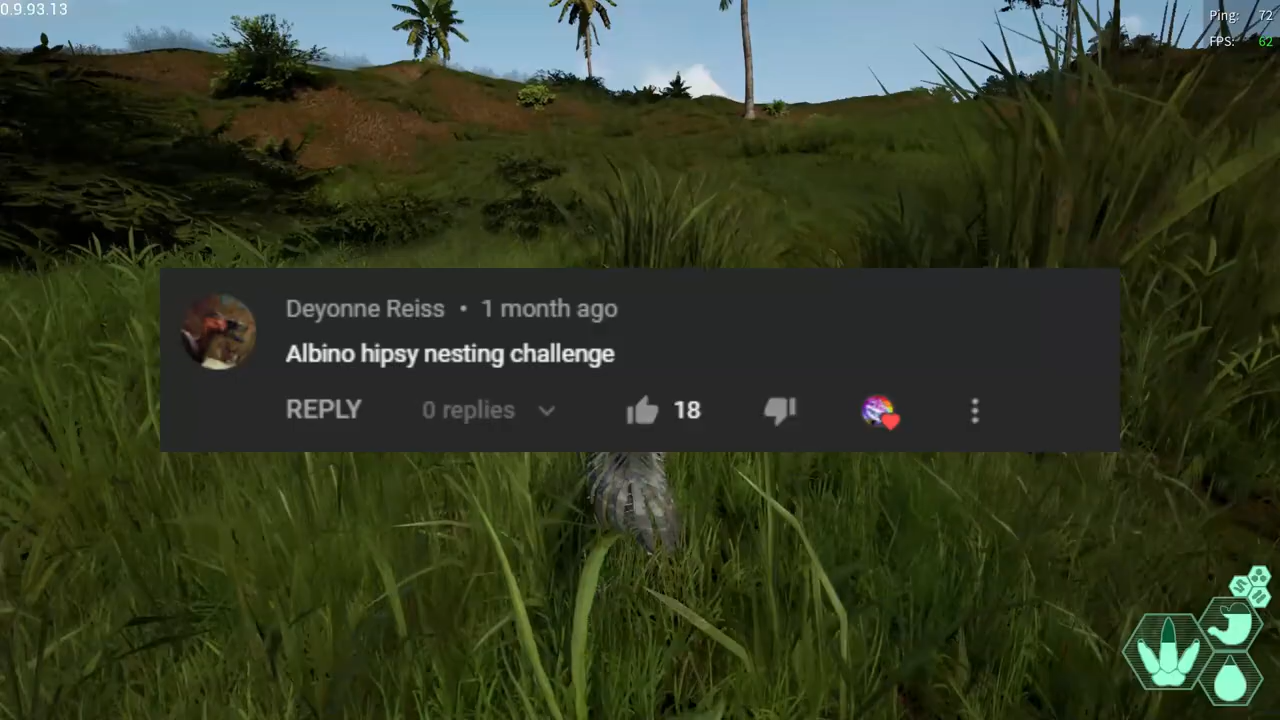 0.9.93.13
Ping: 72
FPS: 62
Deyonne Reiss • 1 month ago
Albino hipsy nesting challenge
REPLY 0 replies 18